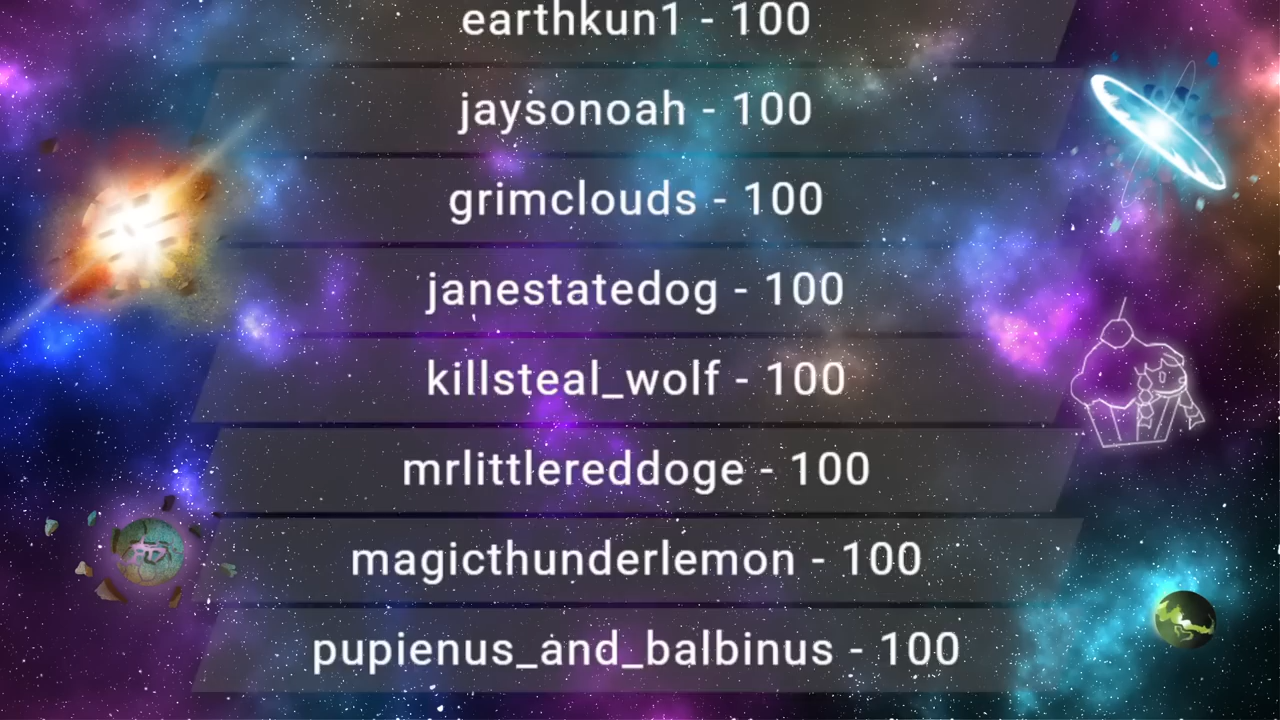 earthkun1 - 100
jaysonoah - 100
grimclouds - 100
janestatedog - 100
killsteal_wolf - 100
mrlittlereddoge - 100
magicthunderlemon - 100
pupienus_and_balbinus - 100